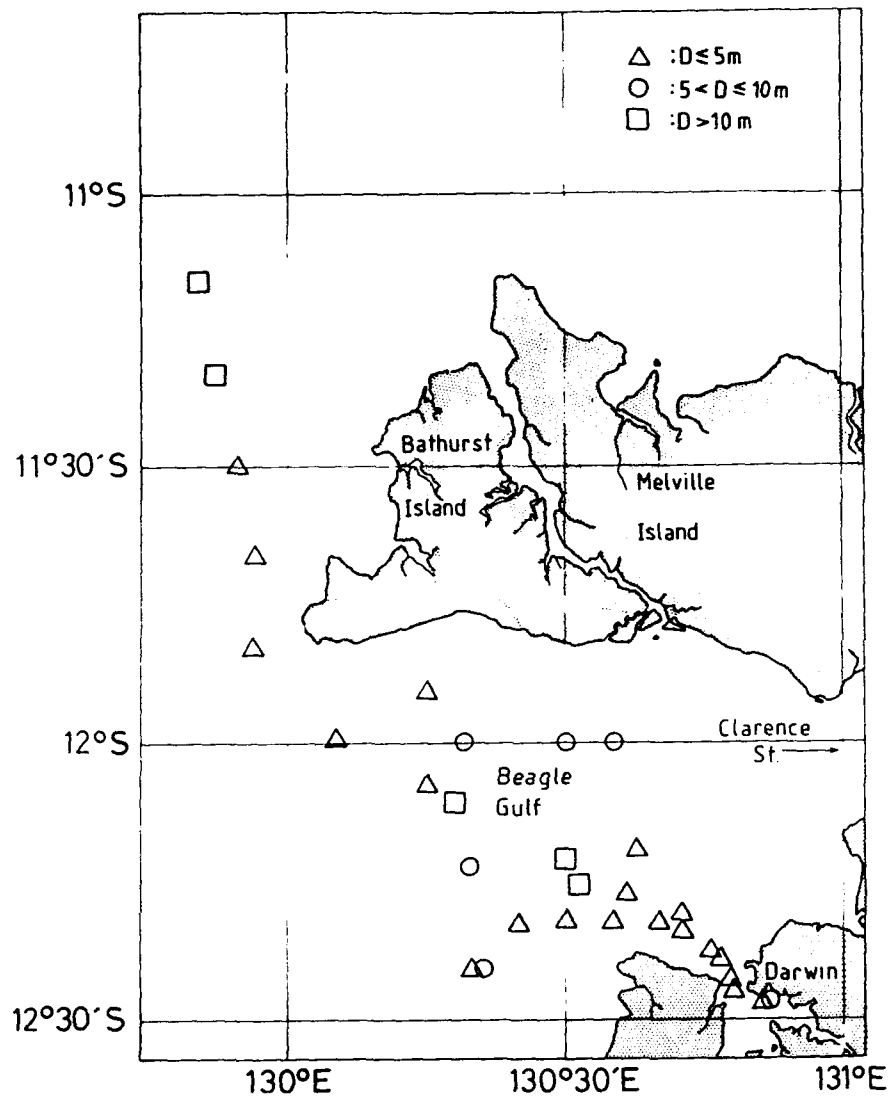 :D≤5m
:5<D≤10m
:D>10m
11°S
Bathurst
11°30'S
Melville
Island
Island
Clarence
12°S
St.
Beagle
Gulf
Darwin
12°30'S
130°E
130°30'E
131°E